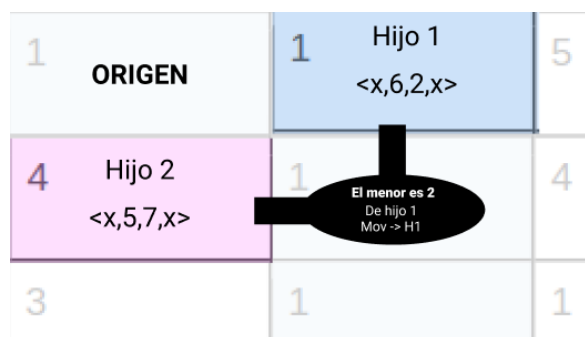 1
ORIGEN
1
Hijo 1
<x,6,2,x>
5
4
Hijo 2
<x,5,7,x>
1
El menor es 2
De hijo 1
Mov -> H1
4
3
1
1